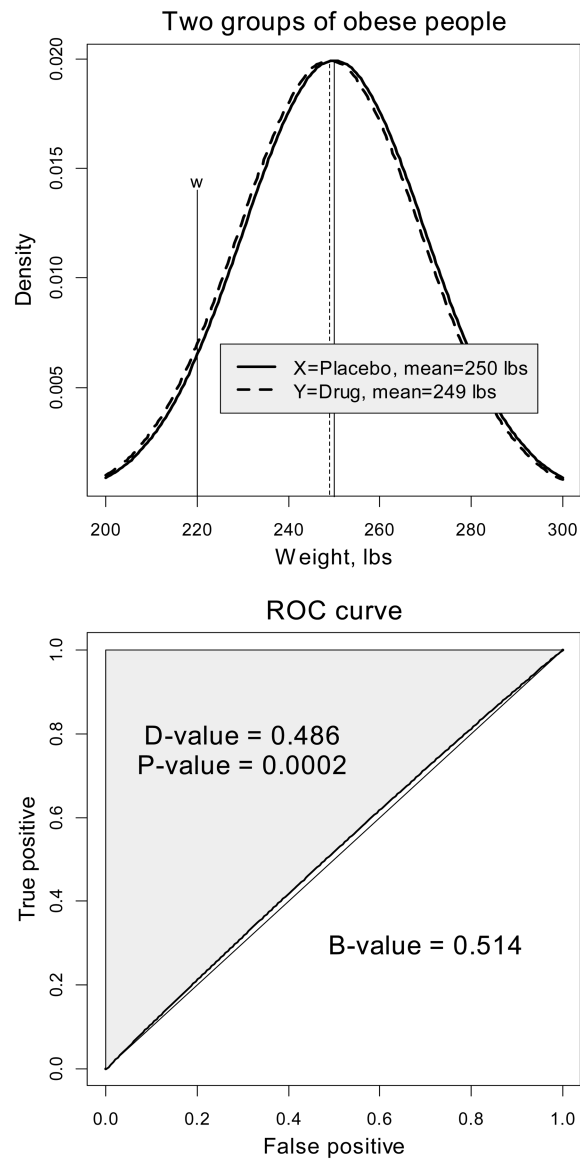 Two groups of obese people
Density
0.020
0.015
0.010
0.005
w
X=Placebo, mean=250 lbs
Y=Drug, mean=249 lbs
200 220 240 260 280 300
Weight, lbs
ROC curve
True positive
1.0
0.8
0.6
0.4
0.2
0.0
D-value = 0.486
P-value = 0.0002
B-value = 0.514
0.0 0.2 0.4 0.6 0.8 1.0
False positive